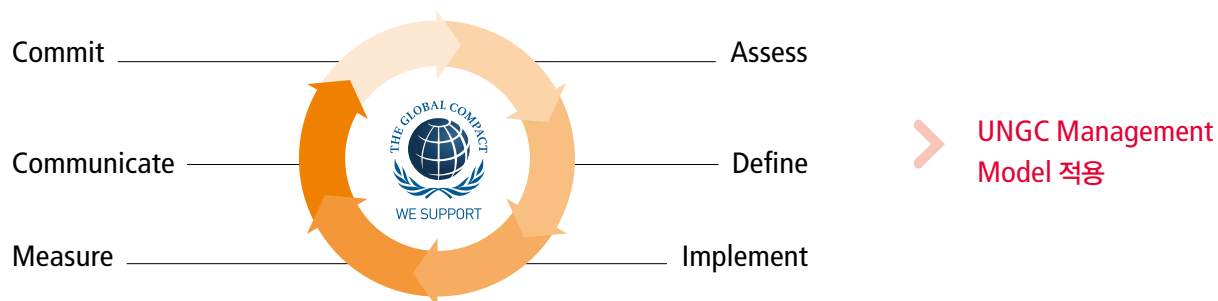 Commit
Assess
THE GLOBAL COMPACT
Communicate
Define
WE SUPPORT
Measure
Implement
UNGC Management
Model 적용